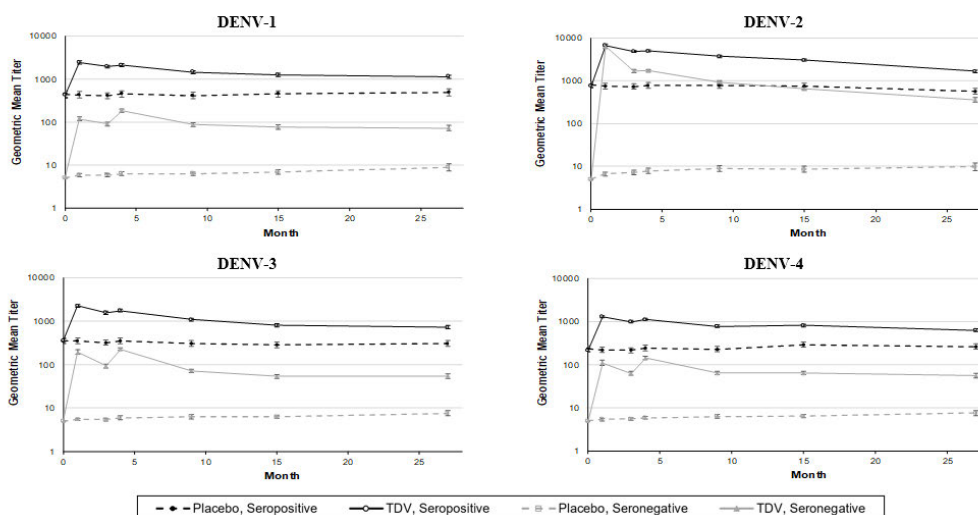 DENV-1
10000
1000
100
10
1
Geometric Mean Titer
0 5 10 15 20 25
Month
DENV-2
10000
1000
100
10
1
Geometric Mean Titer
0 5 10 15 20 25
Month
DENV-3
10000
1000
100
10
1
Geometric Mean Titer
0 5 10 15 20 25
Month
DENV-4
10000
1000
100
10
1
Geometric Mean Titer
0 5 10 15 20 25
Month
Placebo, Seropositive TDV, Seropositive Placebo, Seronegative TDV, Seronegative